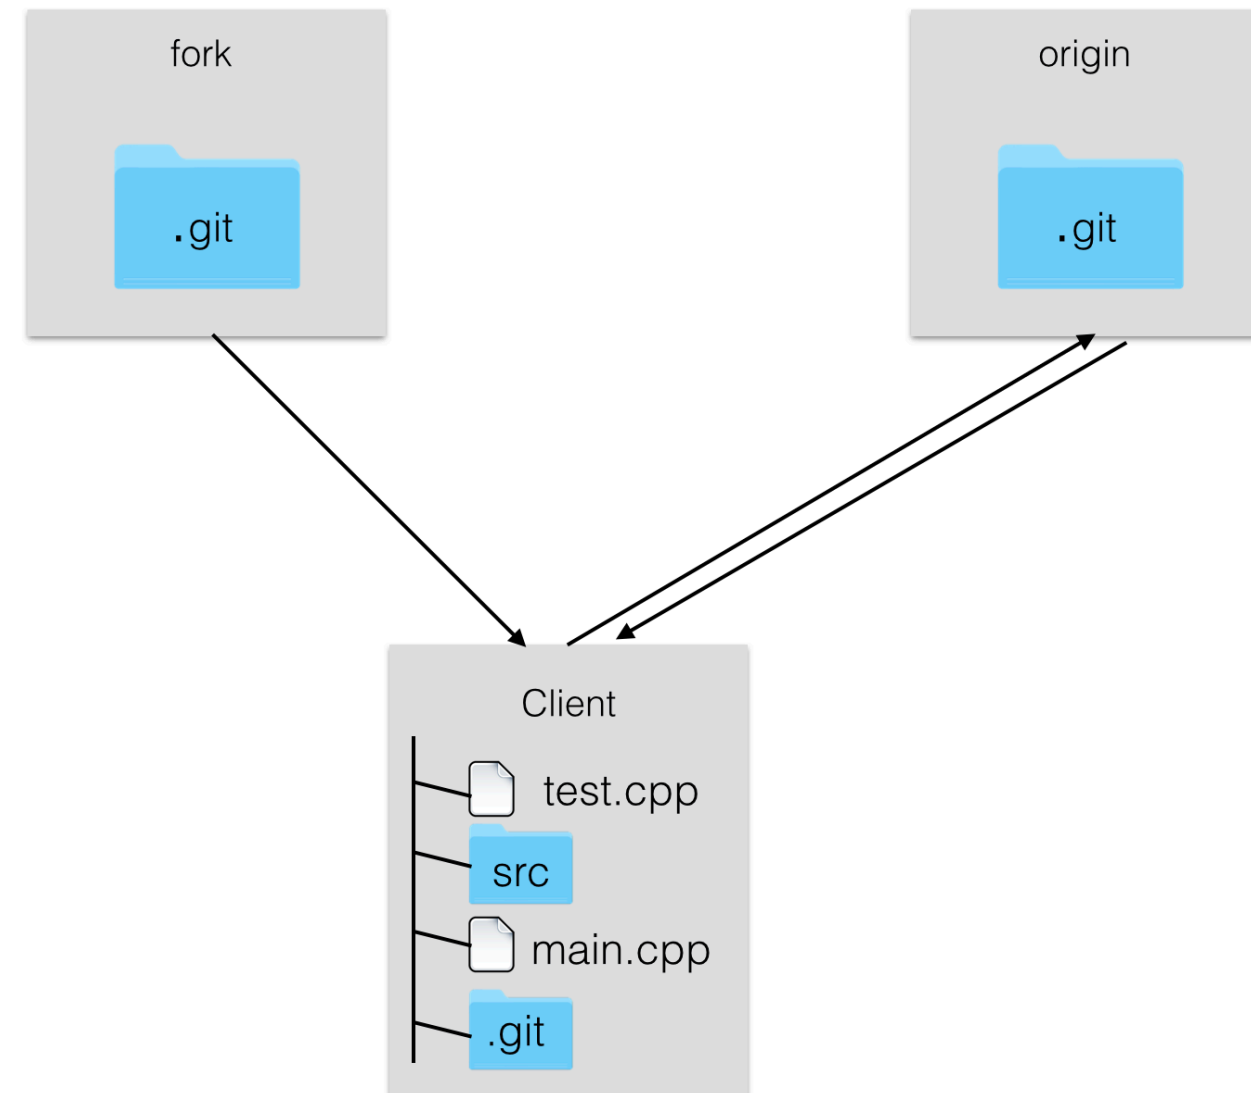 fork
.git
origin
.git
Client
test.cpp
src
main.cpp
.git